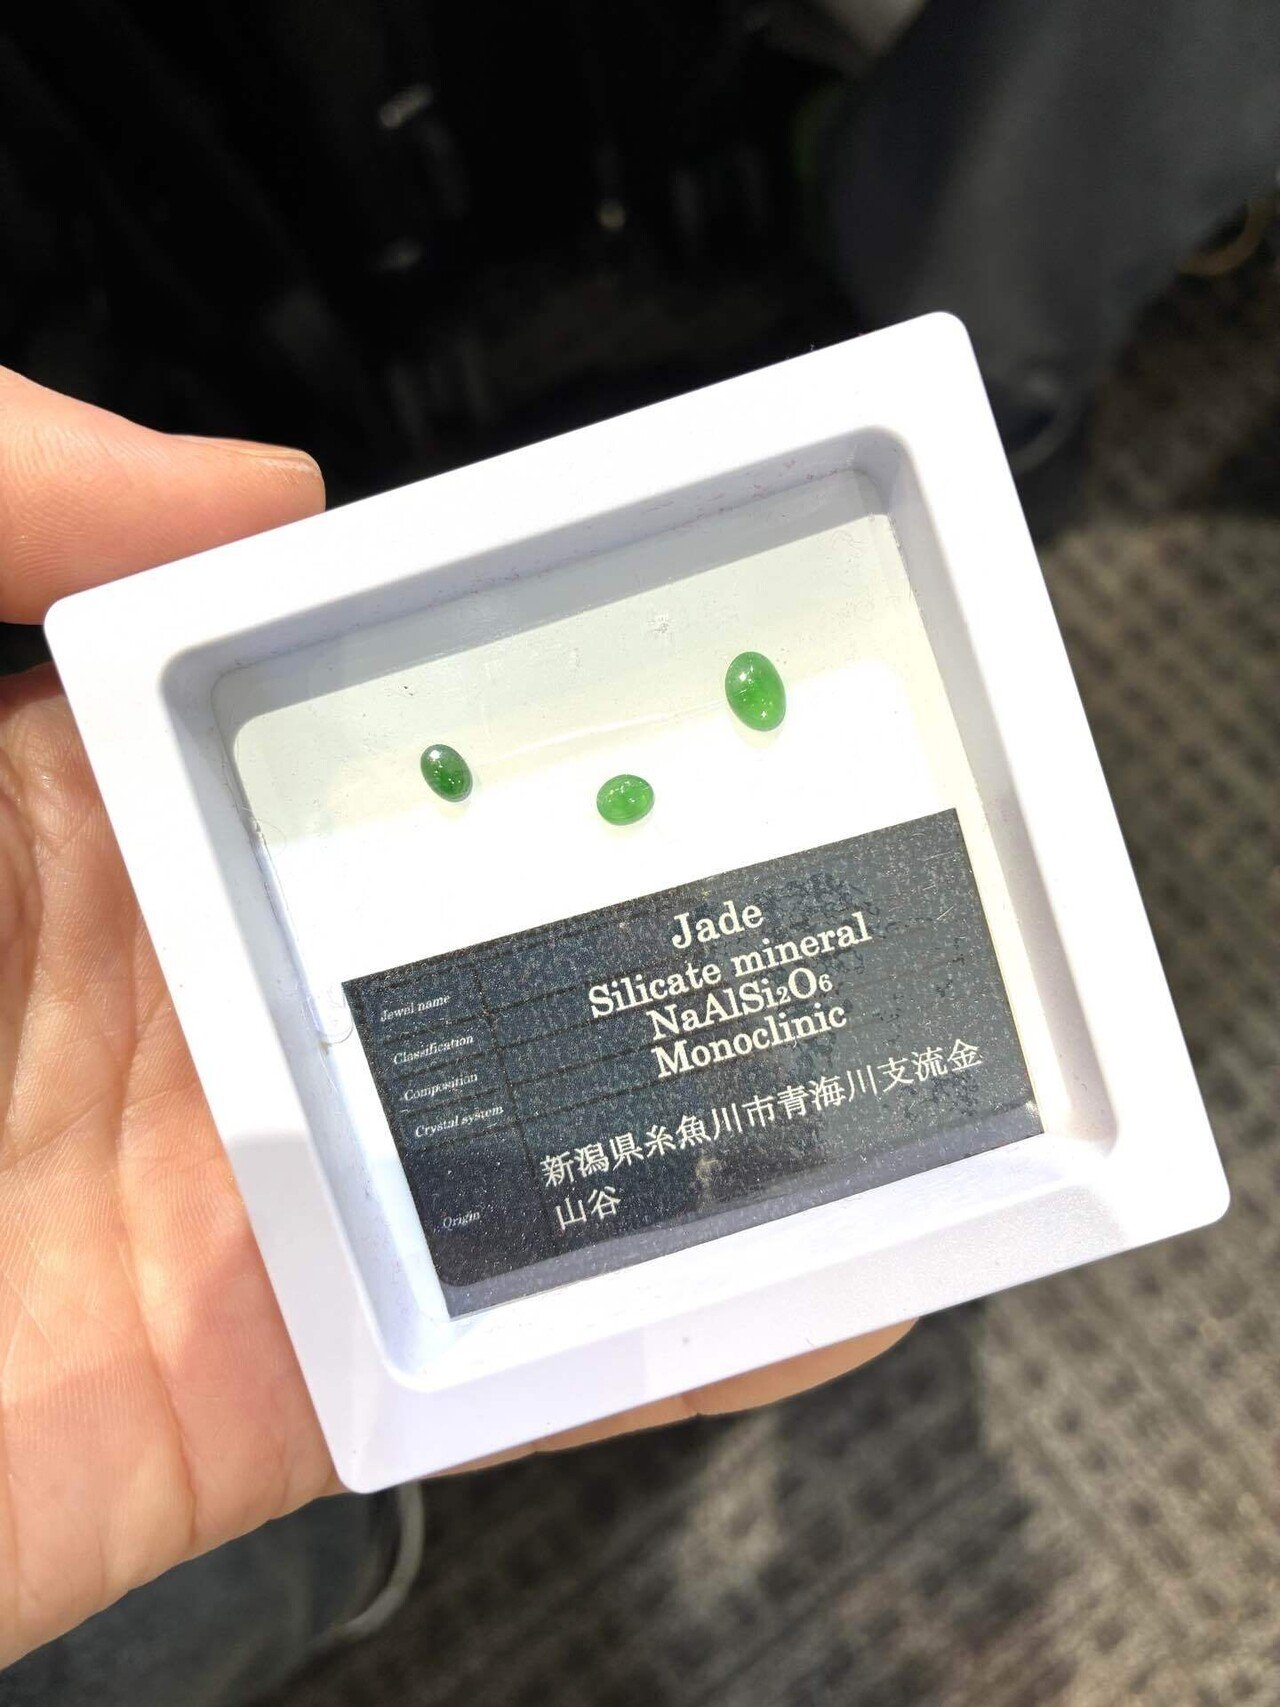 Jewel name Jade
Classification Silicate mineral
Composition NaAlSi₂O₆
Crystal system Monoclinic
Origin 新潟県糸魚川市青海川支流金
山谷